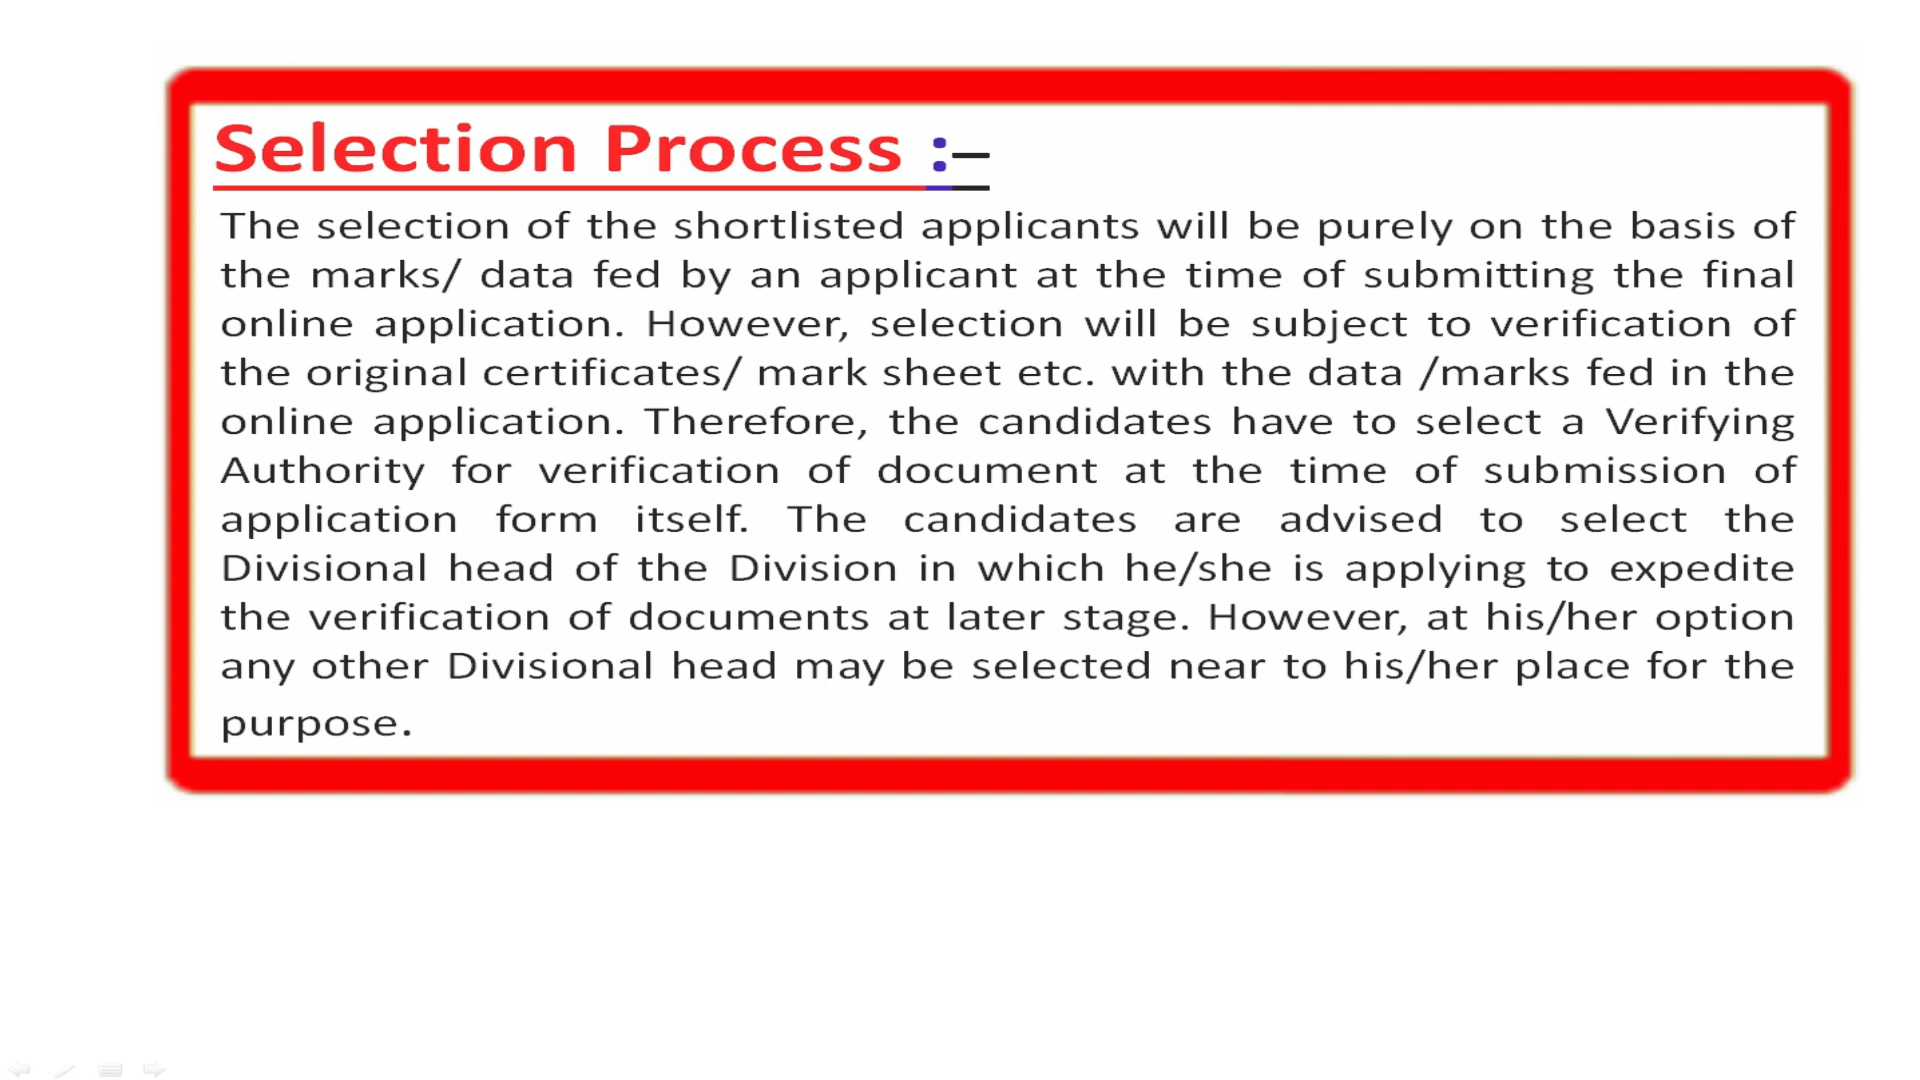 Selection Process :–
The selection of the shortlisted applicants will be purely on the basis of
the marks/ data fed by an applicant at the time of submitting the final
online application. However, selection will be subject to verification of
the original certificates/ mark sheet etc. with the data /marks fed in the
online application. Therefore, the candidates have to select a Verifying
Authority for verification of document at the time of submission of
application form itself. The candidates are advised to select the
Divisional head of the Division in which he/she is applying to expedite
the verification of documents at later stage. However, at his/her option
any other Divisional head may be selected near to his/her place for the
purpose.